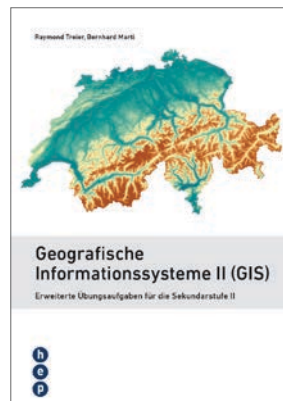 Raymond Treier, Bernhard Marti
Geografische
Informationssysteme II (GIS)
Erweiterte Übungsaufgaben für die Sekundarstufe II
h
e
p